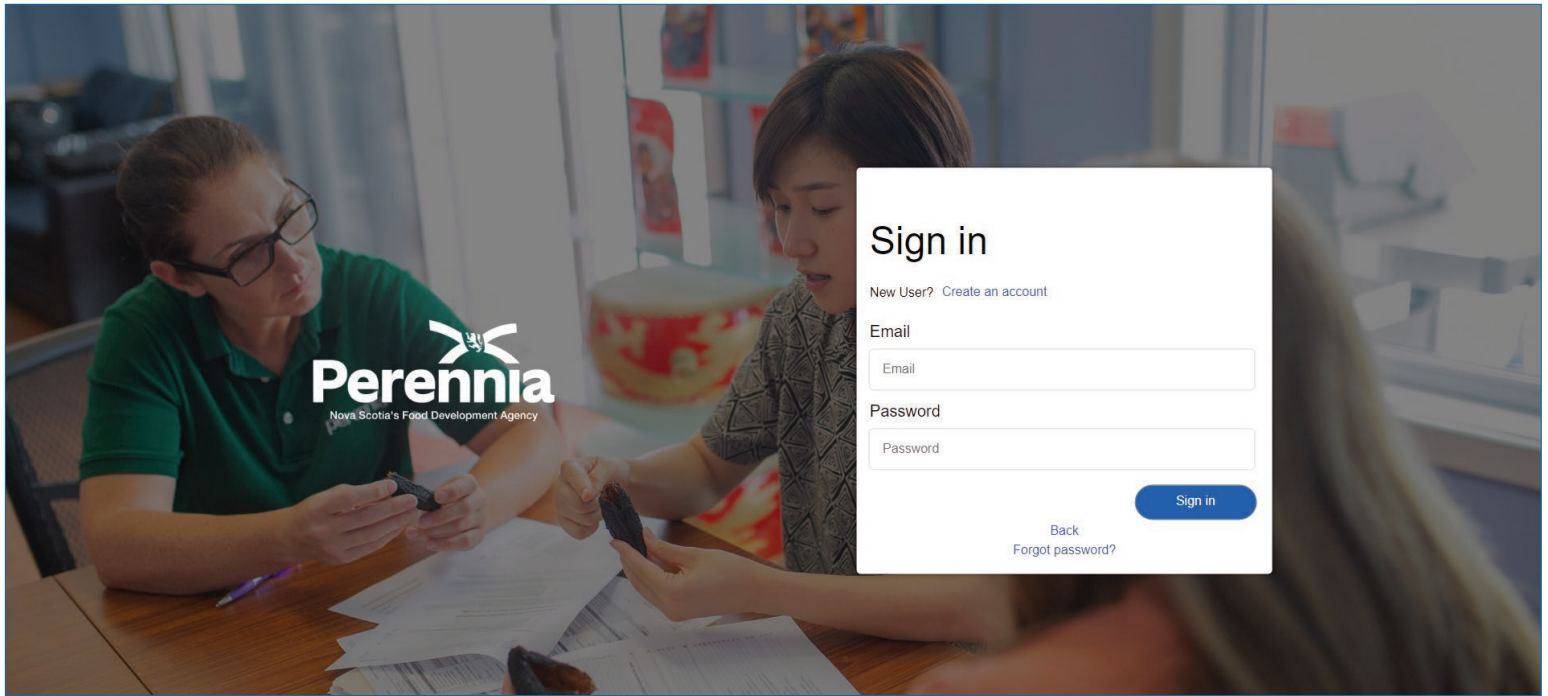 Perennia
Nova Scotia's Food Development Agency
Sign in
New User? Create an account
Email
Email
Password
Password
Sign in
Back
Forgot password?